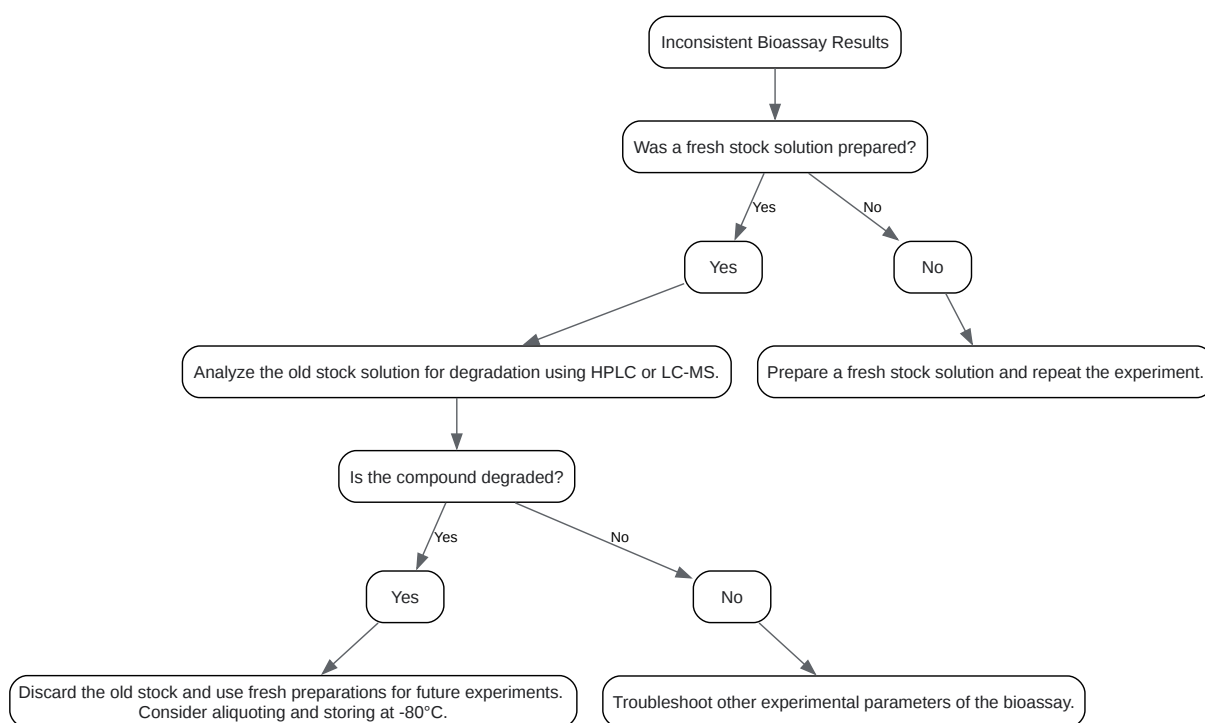 Inconsistent Bioassay Results
Was a fresh stock solution prepared?
Yes
No
Yes
No
Analyze the old stock solution for degradation using HPLC or LC-MS.
Prepare a fresh stock solution and repeat the experiment.
Is the compound degraded?
Yes
No
Yes
No
Discard the old stock and use fresh preparations for future experiments.
Consider aliquoting and storing at -80°C.
Troubleshoot other experimental parameters of the bioassay.